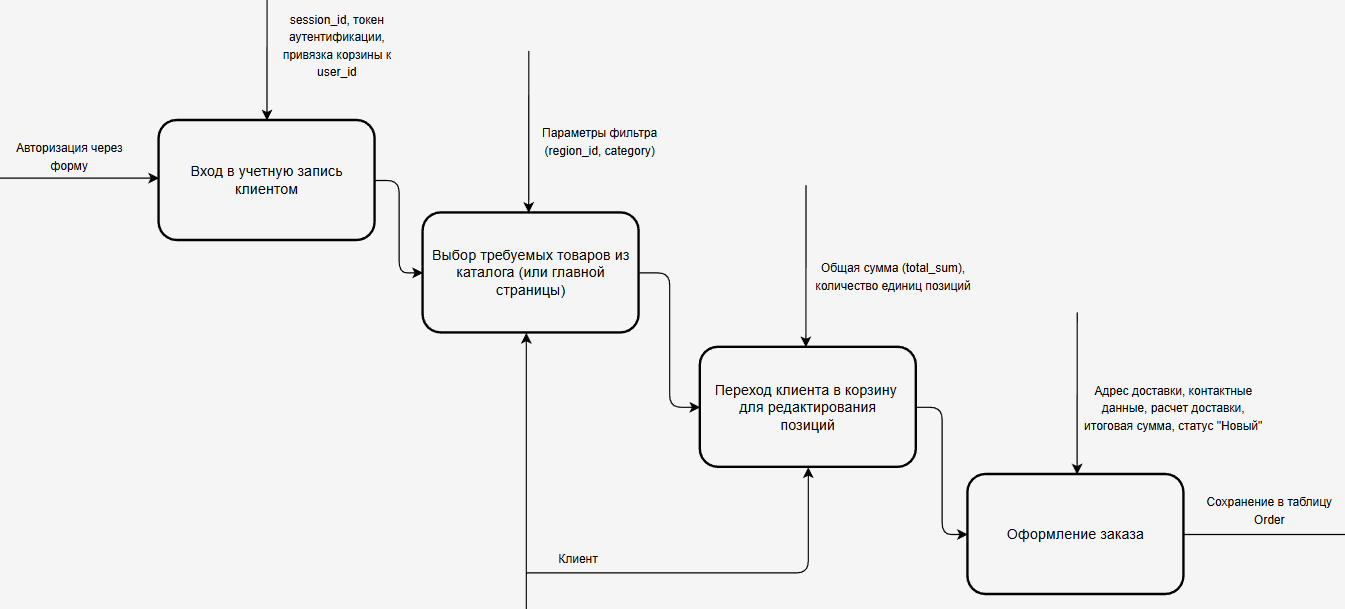 session_id, токен
аутентификации,
привязка корзины к
user_id
Авторизация через
форму
Вход в учетную запись
клиентом
Параметры фильтра
(region_id, category)
Выбор требуемых товаров из
каталога (или главной
страницы)
Общая сумма (total_sum),
количество единиц позиций
Переход клиента в корзину
для редактирования
позиций
Адрес доставки, контактные
данные, расчет доставки,
итоговая сумма, статус "Новый"
Оформление заказа
Сохранение в таблицу
Order
Клиент